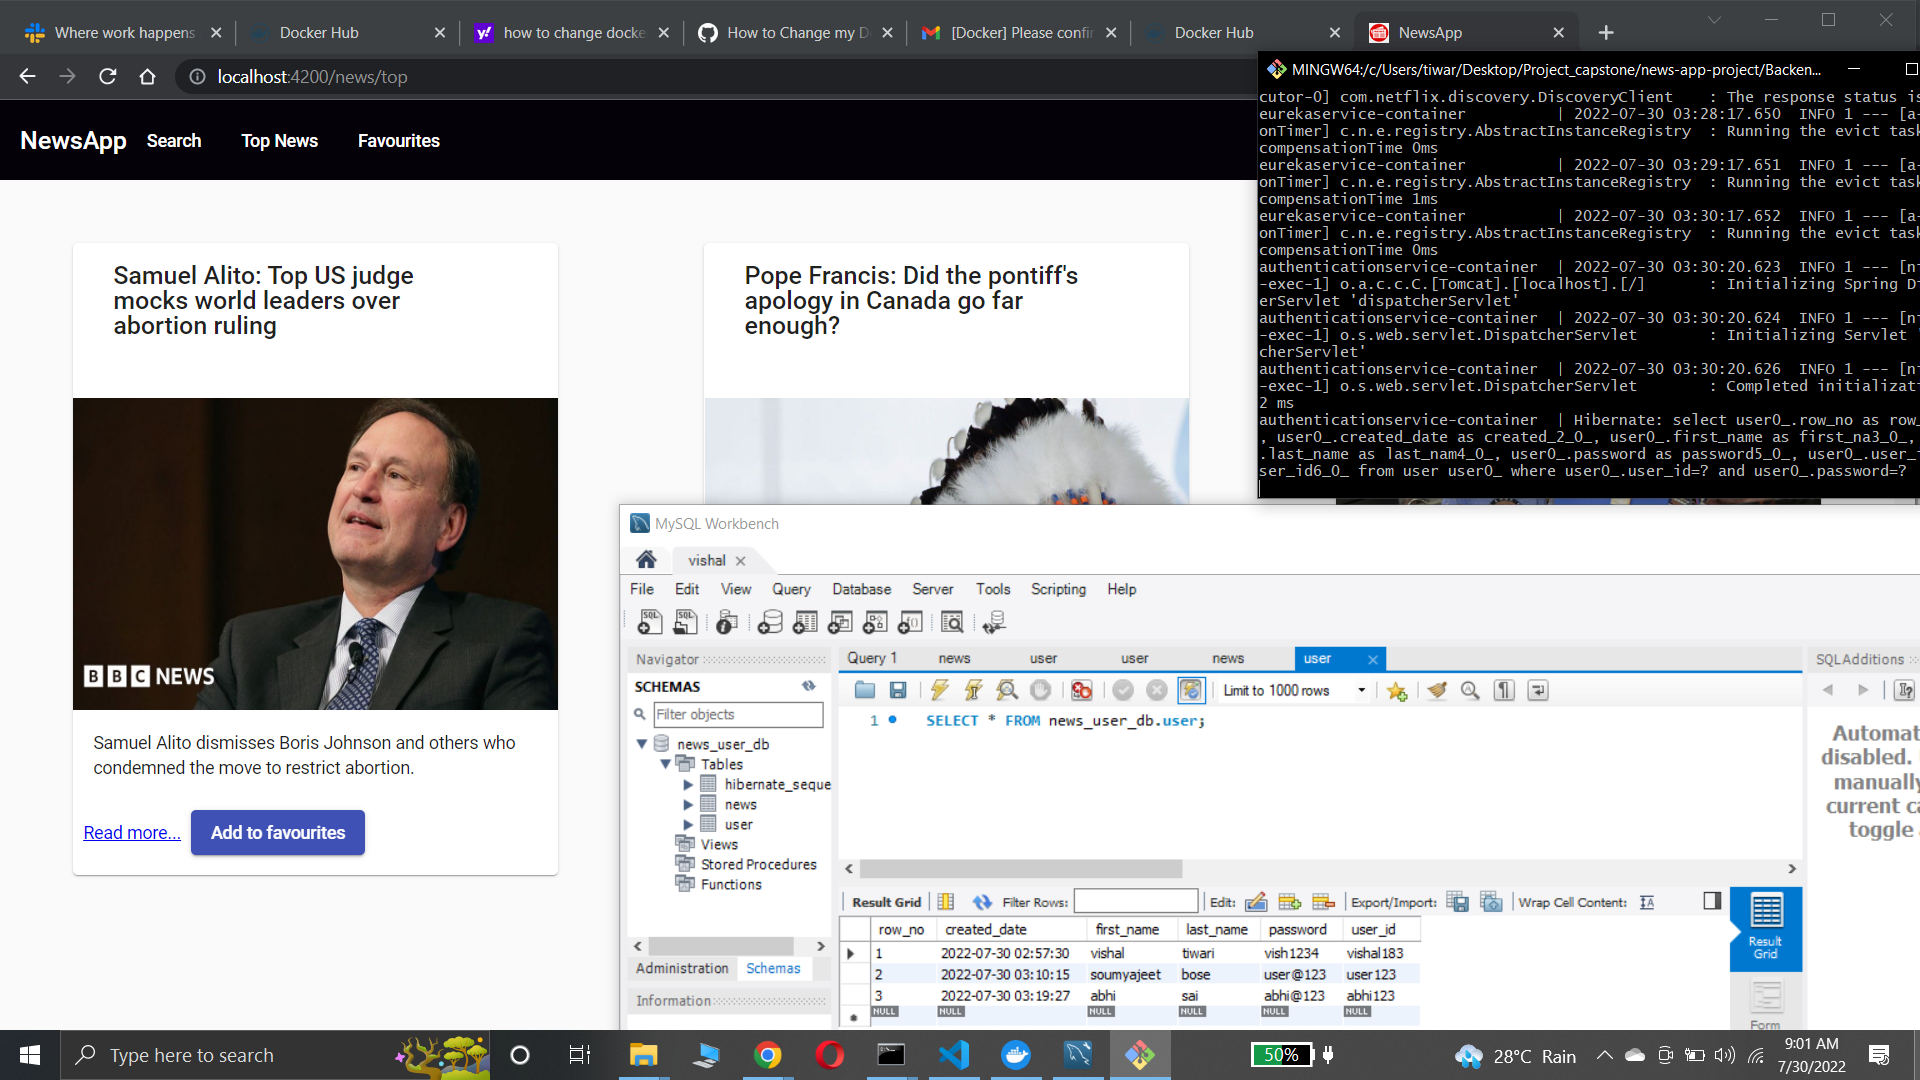 Where work happens
Docker Hub
how to change docke
How to Change my D
[Docker] Please confir
Docker Hub
NewsApp
localhost:4200/news/top
NewsApp
Search
Top News
Favourites
Samuel Alito: Top US judge
mocks world leaders over
abortion ruling
BBC NEWS
Samuel Alito dismisses Boris Johnson and others who
condemned the move to restrict abortion.
Read more...
Add to favourites
Pope Francis: Did the pontiff's
apology in Canada go far
enough?
MINGW64:/c/Users/tiwar/Desktop/Project_capstone/news-app-project/Backen...
cutor-0] com.netflix.discovery.DiscoveryClient    : The response status is
eurekaservice-container          | 2022-07-30 03:28:17.650  INFO 1 --- [a-
onTimer] c.n.e.registry.AbstractInstanceRegistry  : Running the evict task
compensationTime 0ms
eurekaservice-container          | 2022-07-30 03:29:17.651  INFO 1 --- [a-
onTimer] c.n.e.registry.AbstractInstanceRegistry  : Running the evict task
compensationTime 1ms
eurekaservice-container          | 2022-07-30 03:30:17.652  INFO 1 --- [a-
onTimer] c.n.e.registry.AbstractInstanceRegistry  : Running the evict task
compensationTime 0ms
authenticationservice-container  | 2022-07-30 03:30:20.623  INFO 1 --- [ni
-exec-1] o.a.c.c.C.[Tomcat].[localhost].[/]       : Initializing Spring Di
erServlet 'dispatcherServlet'
authenticationservice-container  | 2022-07-30 03:30:20.624  INFO 1 --- [ni
-exec-1] o.s.web.servlet.DispatcherServlet        : Initializing Servlet '
cherServlet'
authenticationservice-container  | 2022-07-30 03:30:20.626  INFO 1 --- [ni
-exec-1] o.s.web.servlet.DispatcherServlet        : Completed initializati
2 ms
authenticationservice-container  | Hibernate: select user0_.row_no as row_
, user0_.created_date as created_2_0_, user0_.first_name as first_na3_0_,
.last_name as last_nam4_0_, user0_.password as password5_0_, user0_.user_i
ser_id6_0_ from user user0_ where user0_.user_id=? and user0_.password=?
MySQL Workbench
vishal
File Edit View Query Database Server Tools Scripting Help
Navigator
SCHEMAS
Filter objects
news_user_db
Tables
hibernate_seque
news
user
Views
Stored Procedures
Functions
Administration Schemas
Information
Query 1 news user user news user
Limit to 1000 rows
1 SELECT * FROM news_user_db.user;
SQLAdditions
Automat
disabled.
manually
current ca
toggle
Result Grid Filter Rows: Edit: Export/Import: Wrap Cell Content:
row_no created_date first_name last_name password user_id
1 2022-07-30 02:57:30 vishal tiwari vish1234 vishal183
2 2022-07-30 03:10:15 soumyajeet bose user@123 user123
3 2022-07-30 03:19:27 abhi sai abhi@123 abhi123
NULL NULL NULL NULL NULL NULL
Result
Grid
Form
Type here to search
50%
28°C Rain
9:01 AM
7/30/2022